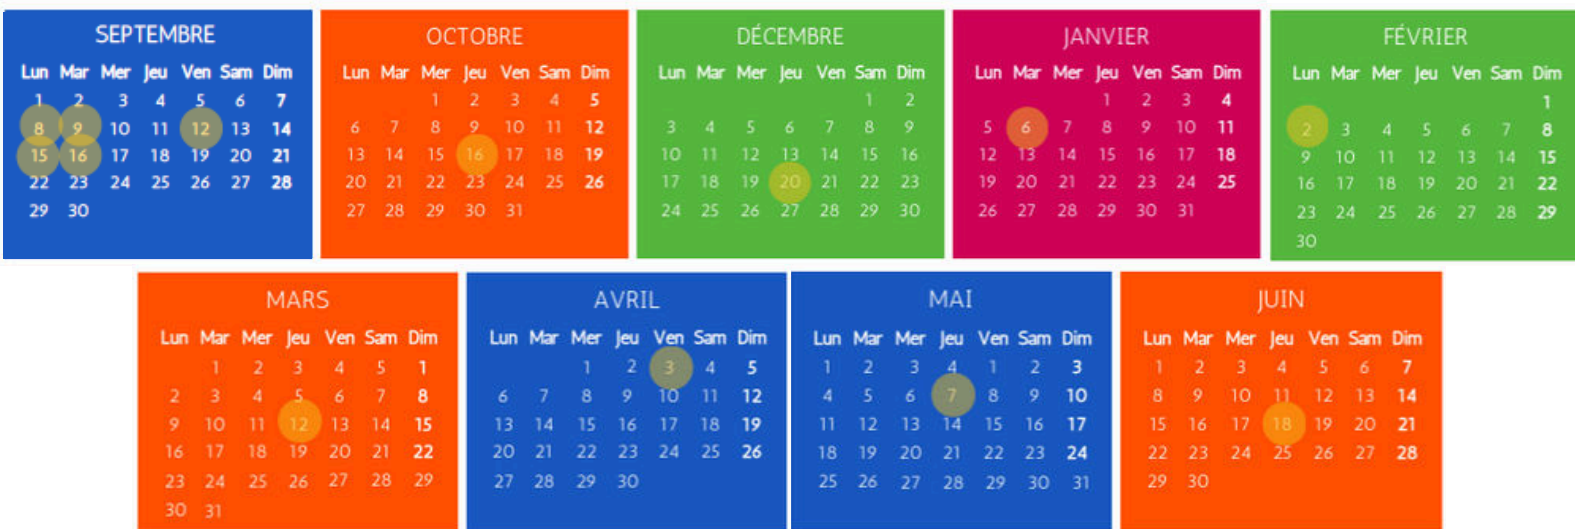 SEPTEMBRE
Lun Mar Mer Jeu Ven Sam Dim
1 2 3 4 5 6 7
8 9 10 11 12 13 14
15 16 17 18 19 20 21
22 23 24 25 26 27 28
29 30
OCTOBRE
Lun Mar Mer Jeu Ven Sam Dim
1 2 3 4 5
6 7 8 9 10 11 12
13 14 15 16 17 18 19
20 21 22 23 24 25 26
27 28 29 30 31
DÉCEMBRE
Lun Mar Mer Jeu Ven Sam Dim
1 2
3 4 5 6 7 8 9
10 11 12 13 14 15 16
17 18 19 20 21 22 23
24 25 26 27 28 29 30
JANVIER
Lun Mar Mer Jeu Ven Sam Dim
1 2 3 4
5 6 7 8 9 10 11
12 13 14 15 16 17 18
19 20 21 22 23 24 25
26 27 28 29 30 31
FÉVRIER
Lun Mar Mer Jeu Ven Sam Dim
1
2 3 4 5 6 7 8
9 10 11 12 13 14 15
16 17 18 19 20 21 22
23 24 25 26 27 28 29
30
MARS
Lun Mar Mer Jeu Ven Sam Dim
1 2 3 4 5 1
2 3 4 5 6 7 8
9 10 11 12 13 14 15
16 17 18 19 20 21 22
23 24 25 26 27 28 29
30 31
AVRIL
Lun Mar Mer Jeu Ven Sam Dim
1 2 3 4 5
6 7 8 9 10 11 12
13 14 15 16 17 18 19
20 21 22 23 24 25 26
27 28 29 30
MAI
Lun Mar Mer Jeu Ven Sam Dim
1 2 3 4 1 2 3
4 5 6 7 8 9 10
11 12 13 14 15 16 17
18 19 20 21 22 23 24
25 26 27 28 29 30 31
JUIN
Lun Mar Mer Jeu Ven Sam Dim
1 2 3 4 5 6 7
8 9 10 11 12 13 14
15 16 17 18 19 20 21
22 23 24 25 26 27 28
29 30